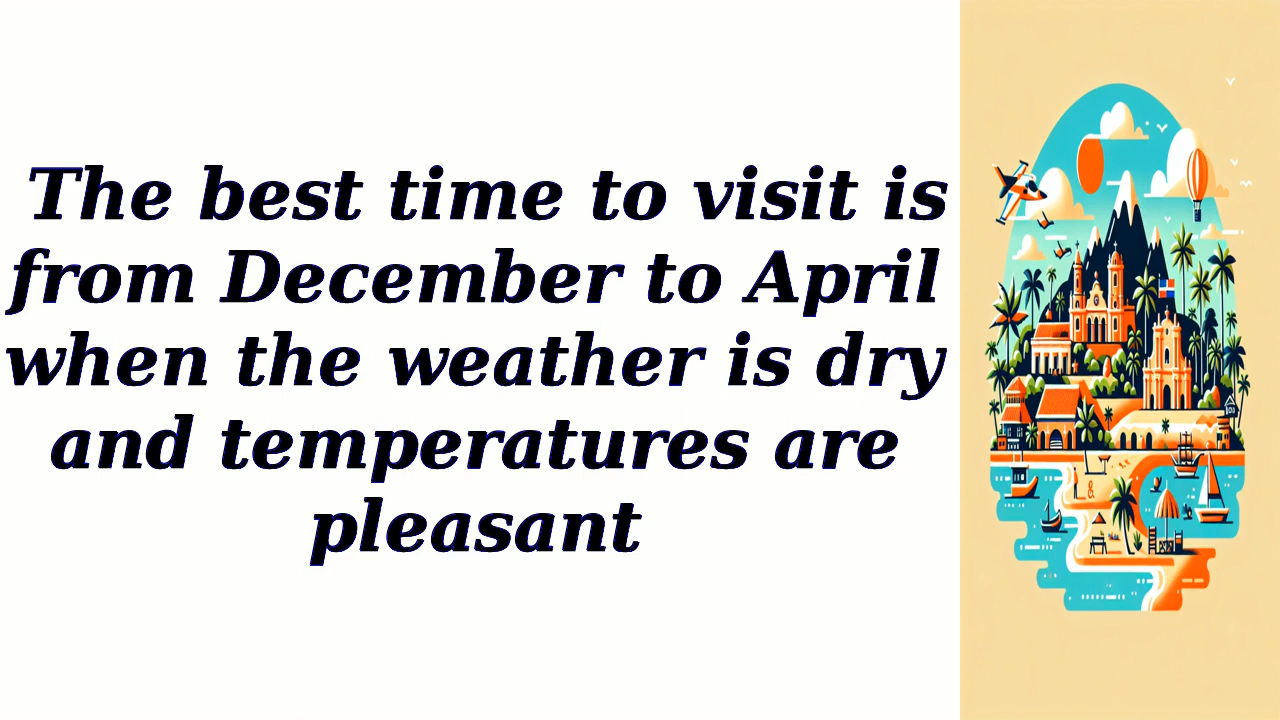 The best time to visit is
from December to April
when the weather is dry
and temperatures are
pleasant